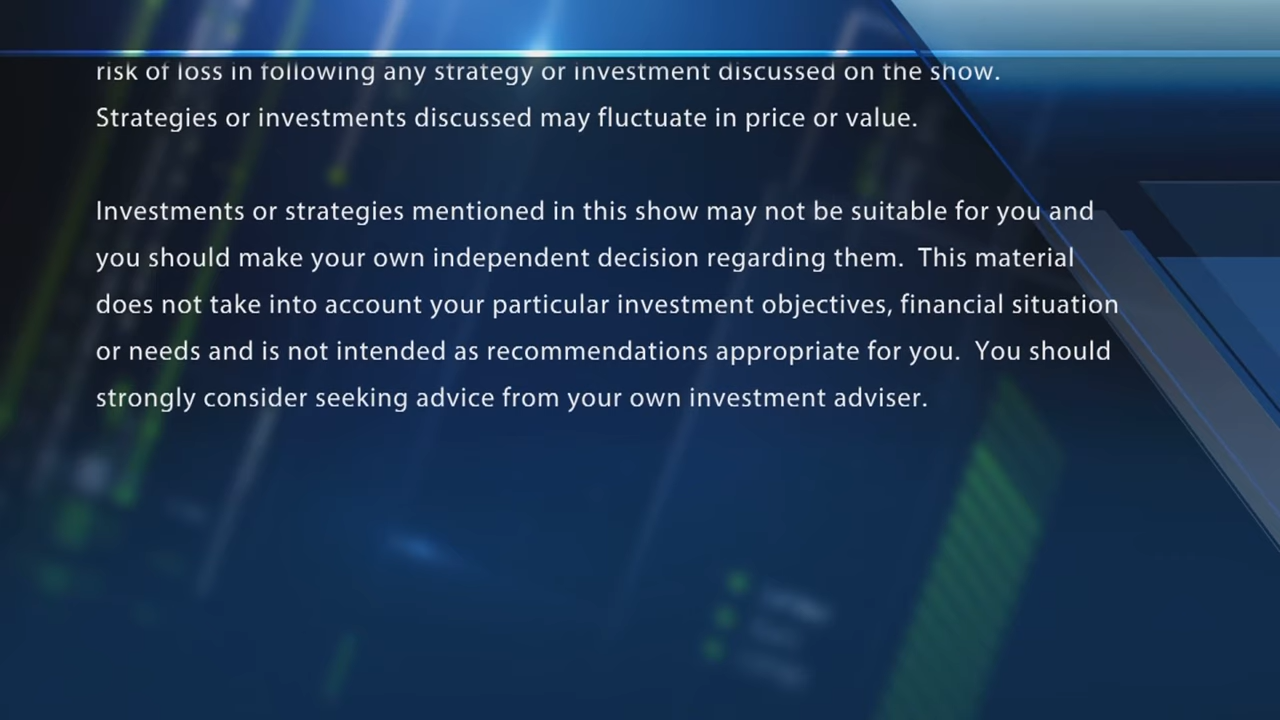 risk of loss in following any strategy or investment discussed on the show.
Strategies or investments discussed may fluctuate in price or value.
Investments or strategies mentioned in this show may not be suitable for you and
you should make your own independent decision regarding them.  This material
does not take into account your particular investment objectives, financial situation
or needs and is not intended as recommendations appropriate for you.  You should
strongly consider seeking advice from your own investment adviser.